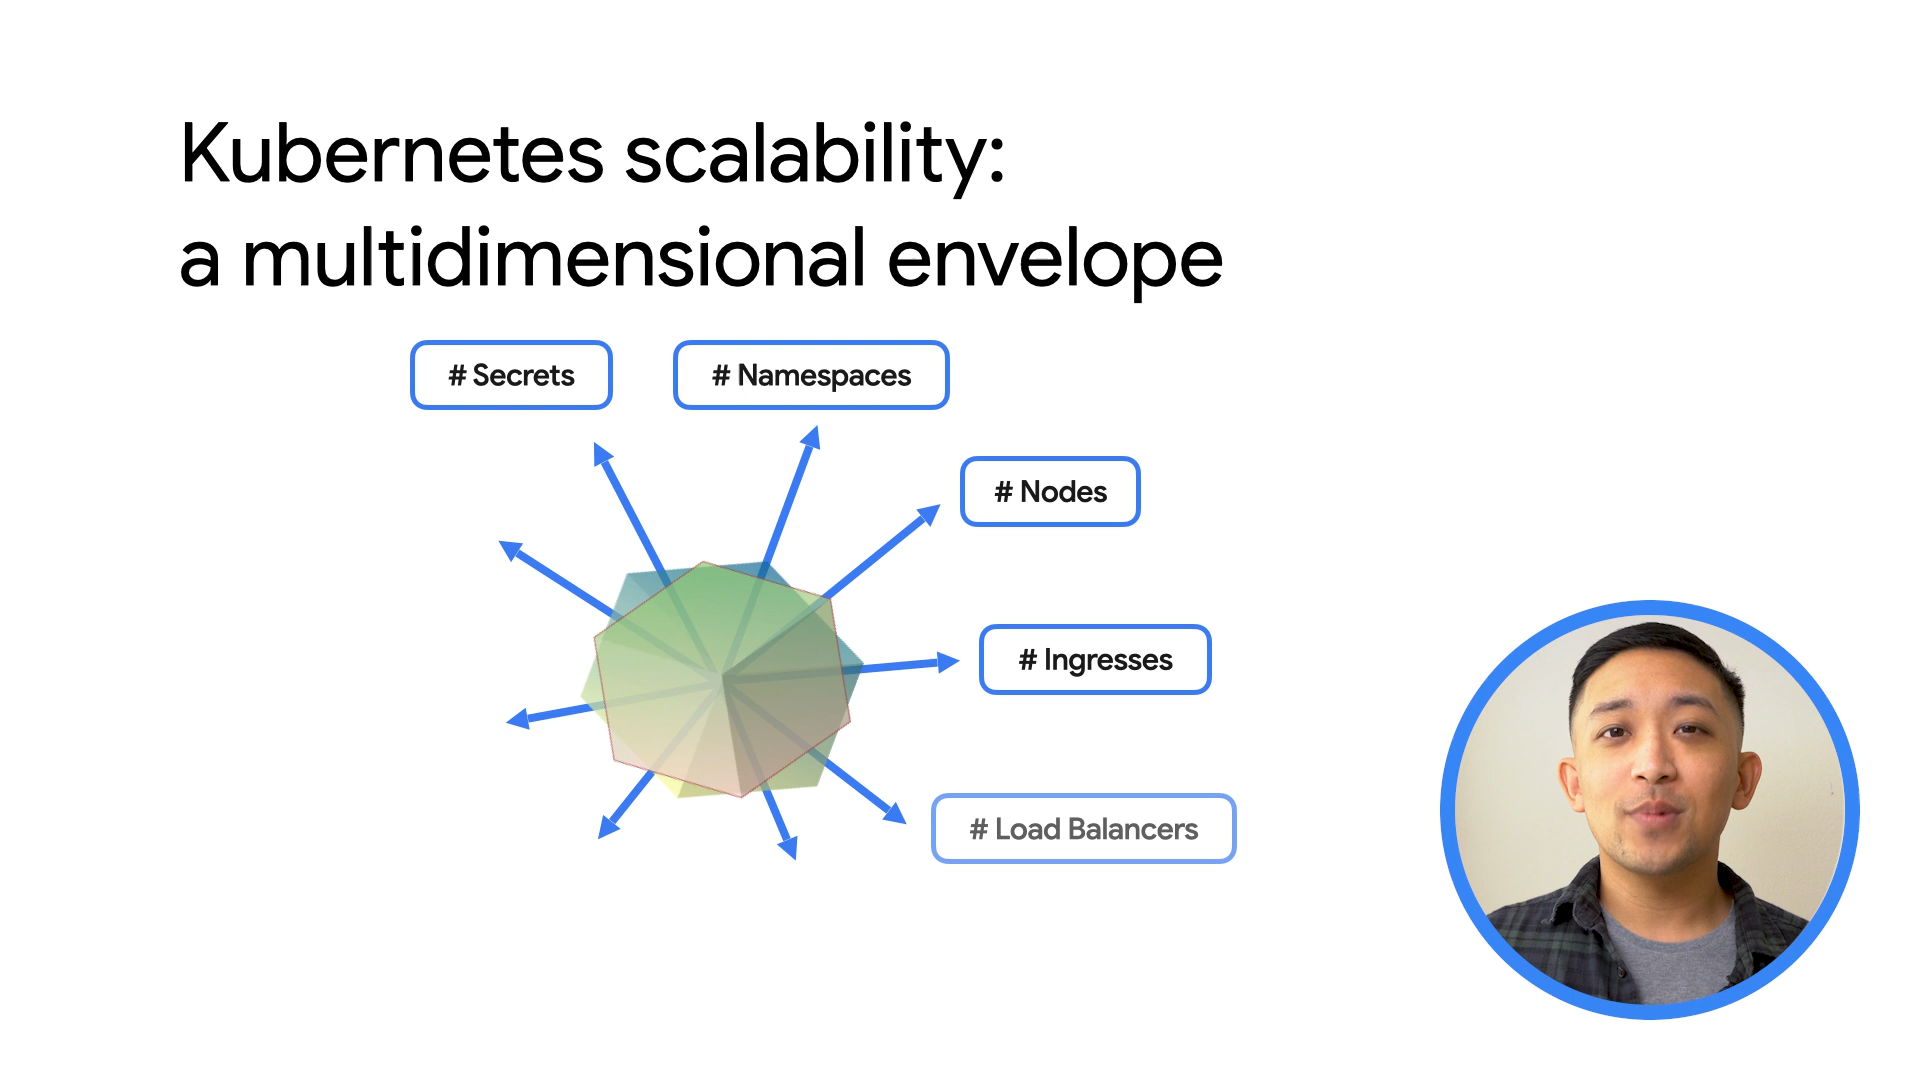 Kubernetes scalability:
a multidimensional envelope
# Secrets
# Namespaces
# Nodes
# Ingresses
# Load Balancers